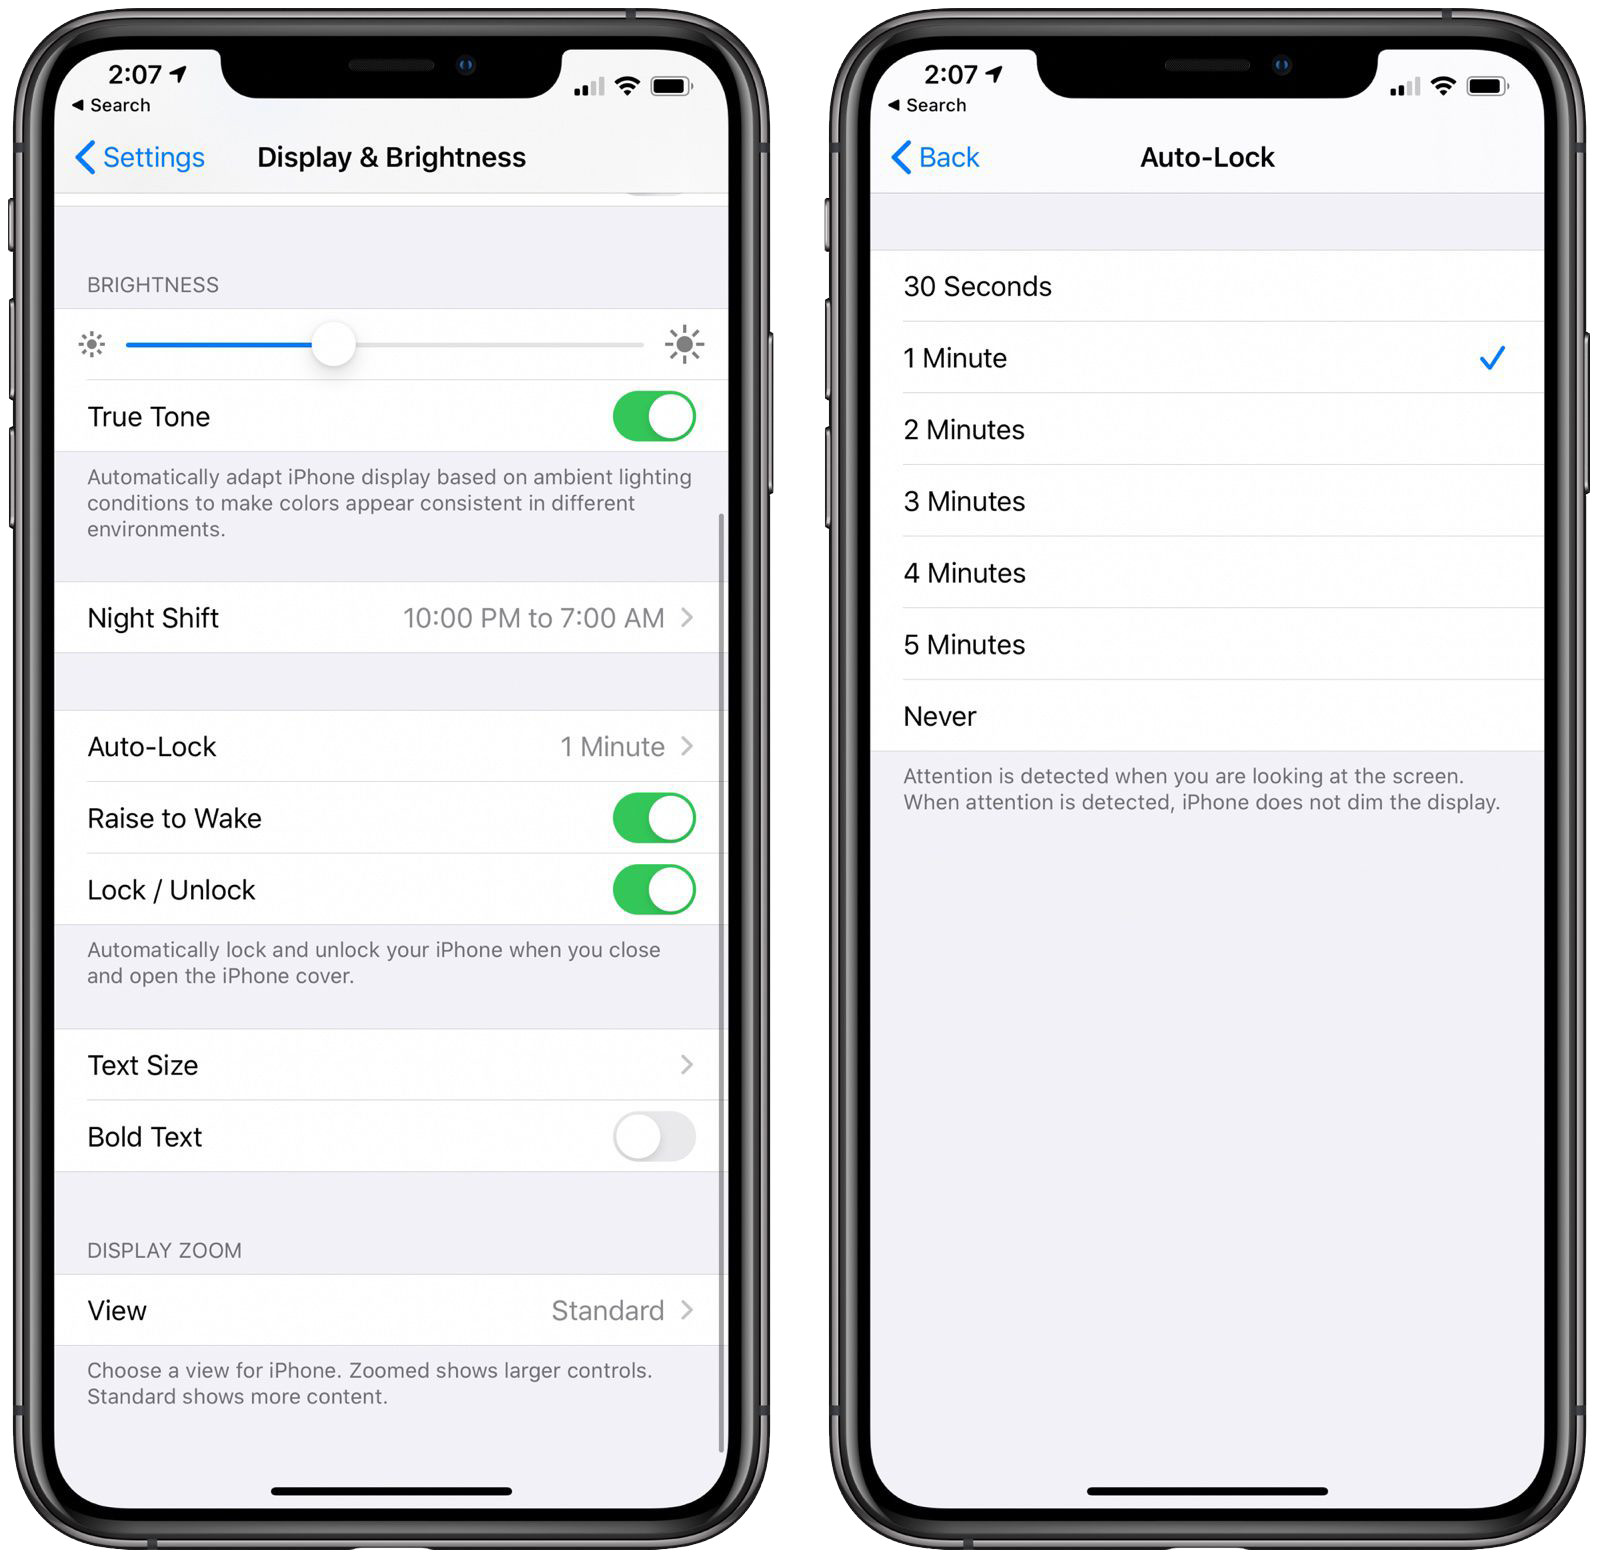 2:07
Search
Settings
Display & Brightness
BRIGHTNESS
True Tone
Automatically adapt iPhone display based on ambient lighting
conditions to make colors appear consistent in different
environments.
Night Shift
10:00 PM to 7:00 AM
Auto-Lock
1 Minute
Raise to Wake
Lock / Unlock
Automatically lock and unlock your iPhone when you close
and open the iPhone cover.
Text Size
Bold Text
DISPLAY ZOOM
View
Standard
Choose a view for iPhone. Zoomed shows larger controls.
Standard shows more content.
2:07
Search
Back
Auto-Lock
30 Seconds
1 Minute
2 Minutes
3 Minutes
4 Minutes
5 Minutes
Never
Attention is detected when you are looking at the screen.
When attention is detected, iPhone does not dim the display.